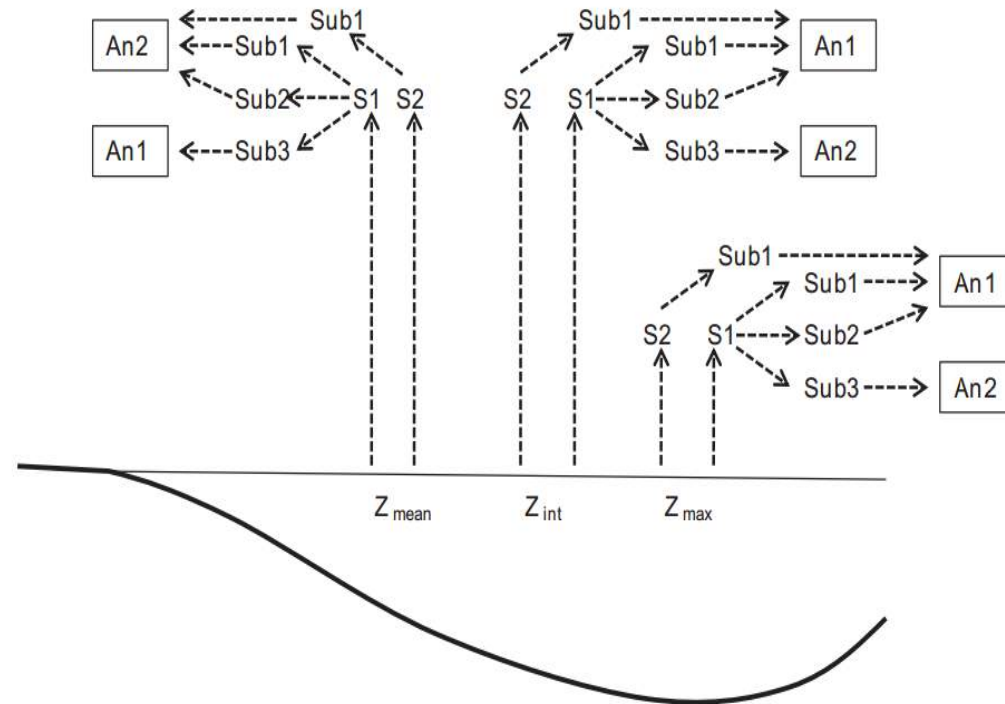 Sub1 Sub1
An2 Sub1 Sub1 An1
Sub2 S1 S2 S2 S1 Sub2
An1 Sub3 Sub3 An2
Sub1
Sub1 An1
S2 S1 Sub2
Sub3 An2
Z mean Z int Z max